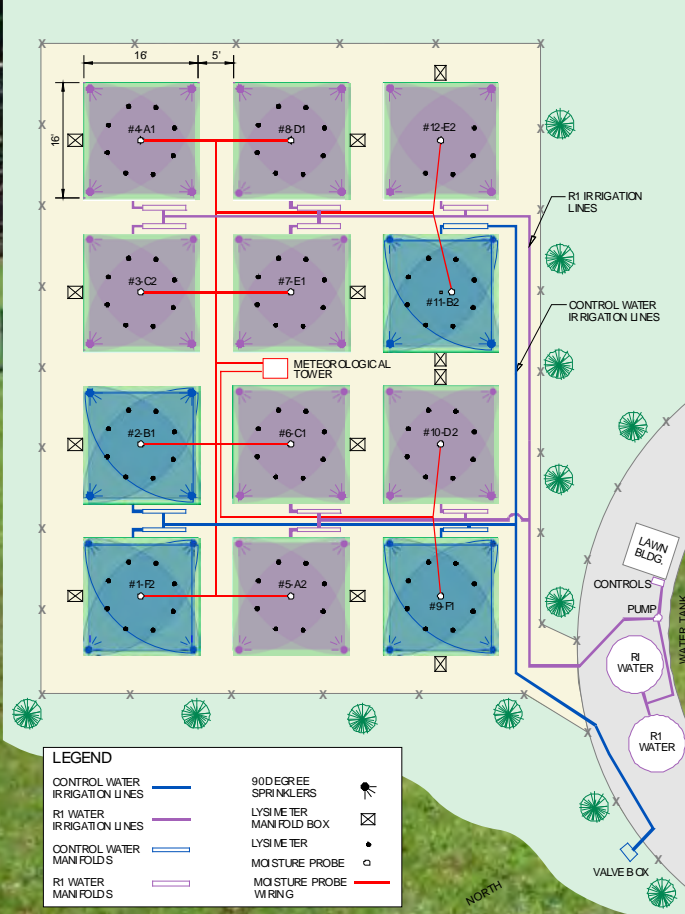 16'
5'
16'
#4-A1
#8-D1
#12-E2
R1 IRRIGATION
LINES
#3-C2
#7-E1
#11-B2
CONTROL WATER
IRRIGATION LINES
METEOROLOGICAL
TOWER
#2-B1
#6-C1
#10-D2
LAWN
BLDG.
CONTROLS
PUMP
WATER TANK
#1-F2
#5-A2
#9-F1
R1
WATER
R1
WATER
VALVE BOX
NORTH
LEGEND
CONTROL WATER
IRRIGATION LINES
R1 WATER
IRRIGATION LINES
CONTROL WATER
MANIFOLDS
R1 WATER
MANIFOLDS
90 DEGREE
SPRINKLERS
LYSIMETER
MANIFOLD BOX
LYSIMETER
MOISTURE PROBE
MOISTURE PROBE
WIRING